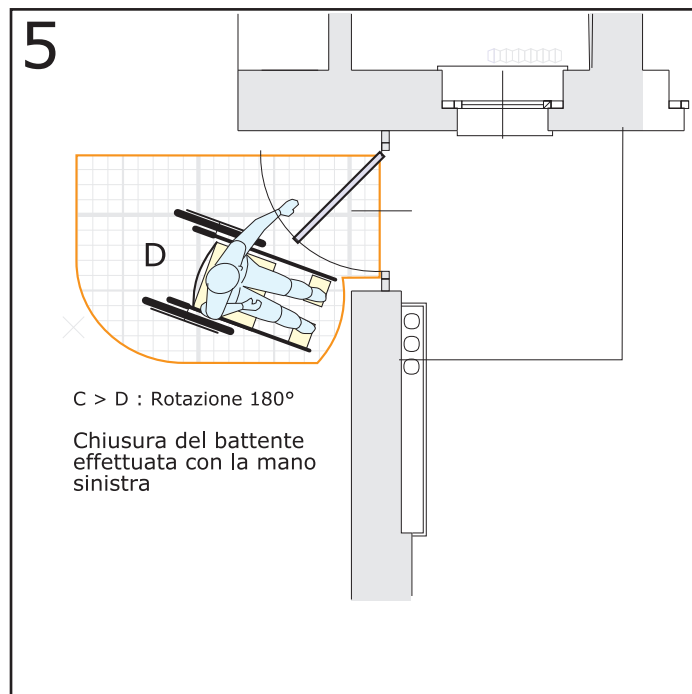 5
D
C > D : Rotazione 180°
Chiusura del battente
effettuata con la mano
sinistra